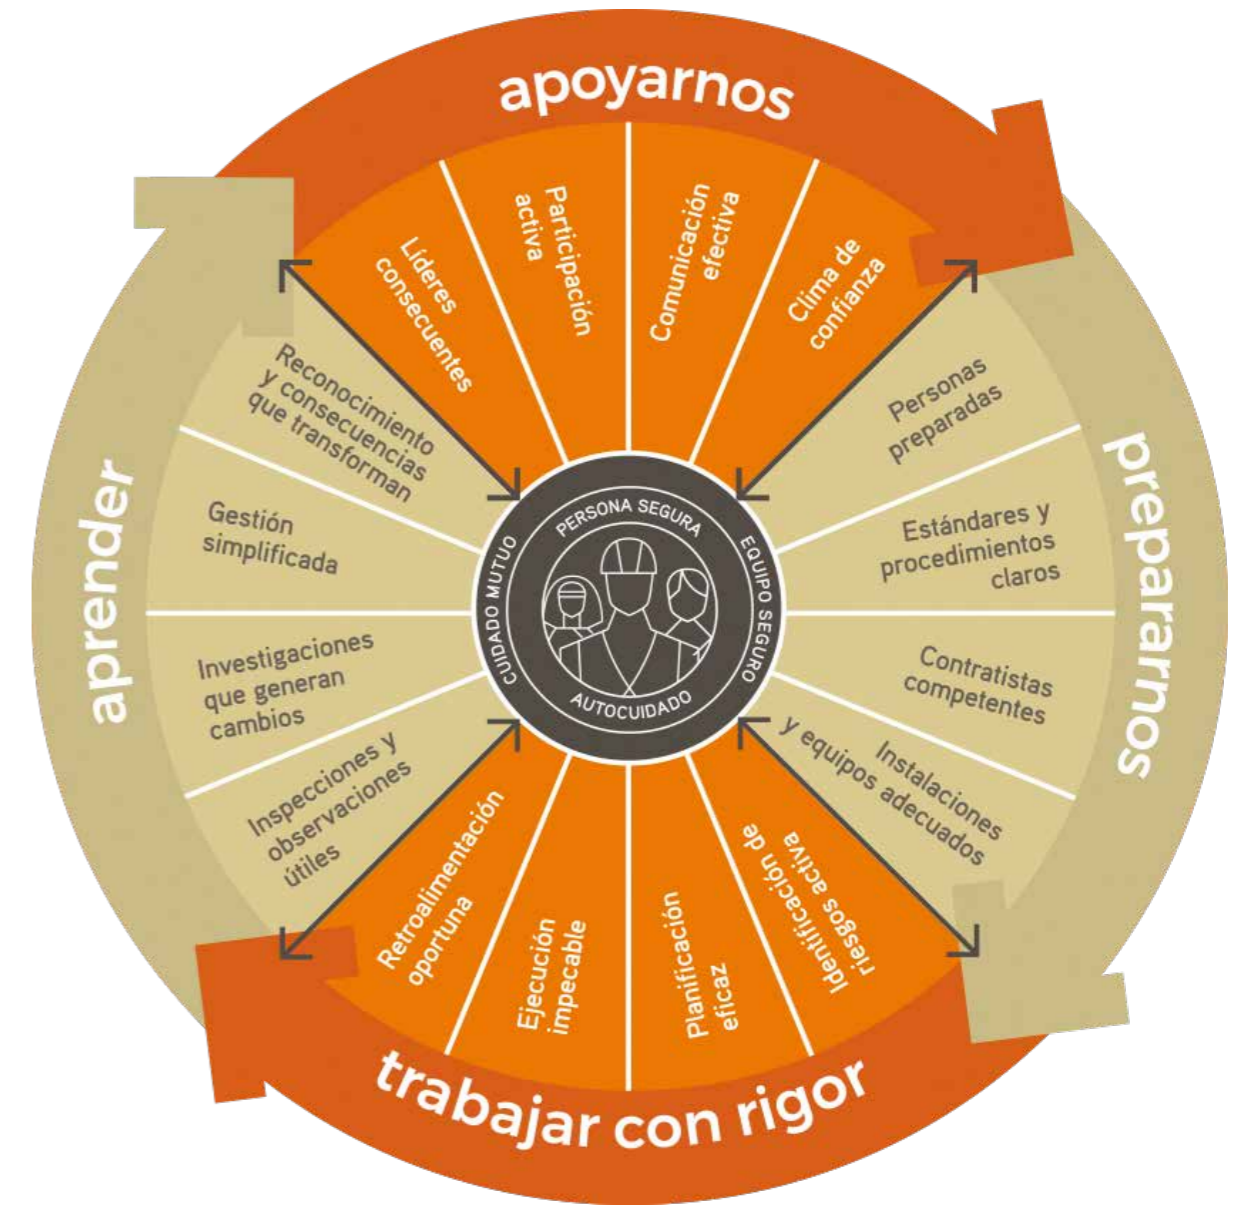 apoyarnos
Líderes
consecuentes
Participación
activa
Comunicación
efectiva
Clima de
confianza
prepararnos
Personas
preparadas
Estándares y
procedimientos
claros
Contratistas
competentes
Instalaciones
y equipos adecuados
trabajar con rigor
Identificación de
riesgos activa
Planificación
eficaz
Ejecución
impecable
Retroalimentación
oportuna
aprender
Inspecciones y
observaciones
útiles
Investigaciones
que generan
cambios
Gestión
simplificada
Reconocimiento
y consecuencias
que transforman
PERSONA SEGURA
EQUIPO SEGURO
AUTOCUIDADO
CUIDADO MUTUO